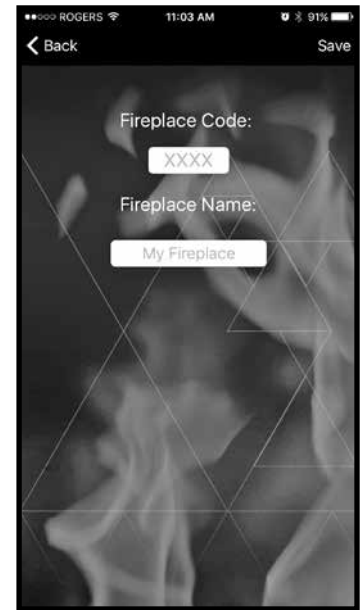 ROGERS 11:03 AM 91%
Back Save
Fireplace Code:
XXXX
Fireplace Name:
My Fireplace